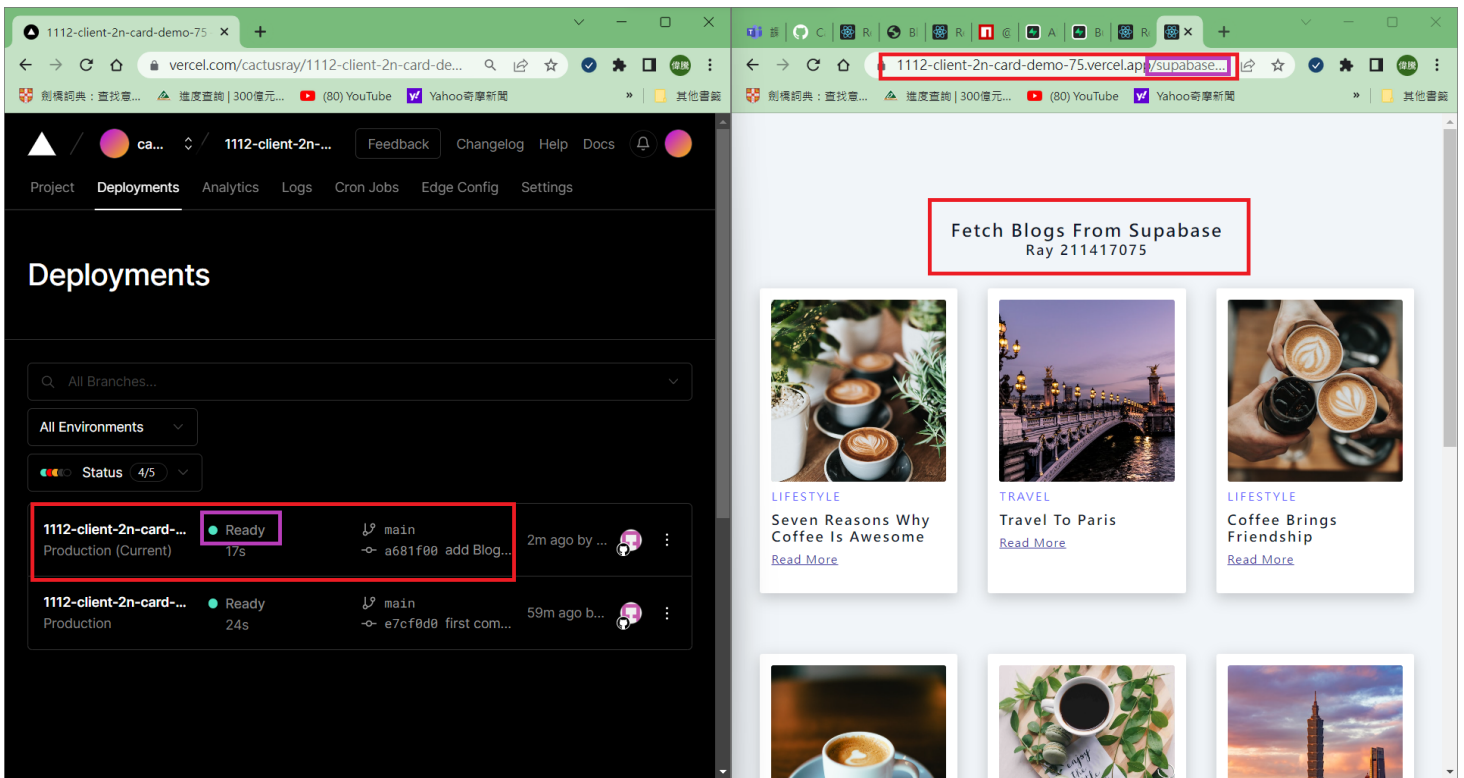 1112-client-2n-card-demo-75
vercel.com/cactusray/1112-client-2n-card-de...
劍橋詞典：查找意...
進度查詢 | 300億元...
(80) YouTube
Yahoo奇摩新聞
»
其他書籤
ca...
1112-client-2n-...
Feedback
Changelog
Help
Docs
Project
Deployments
Analytics
Logs
Cron Jobs
Edge Config
Settings
Deployments
All Branches...
All Environments
Status 4/5
1112-client-2n-card-...
Production (Current)
Ready
17s
main
a681f00 add Blog...
2m ago by ...
1112-client-2n-card-...
Production
Ready
24s
main
e7cf0d0 first com...
59m ago b...
1112-client-2n-card-demo-75.vercel.app/supabase...
劍橋詞典：查找意...
進度查詢 | 300億元...
(80) YouTube
Yahoo奇摩新聞
»
其他書籤
Fetch Blogs From Supabase
Ray 211417075
LIFESTYLE
Seven Reasons Why
Coffee Is Awesome
Read More
TRAVEL
Travel To Paris
Read More
LIFESTYLE
Coffee Brings
Friendship
Read More